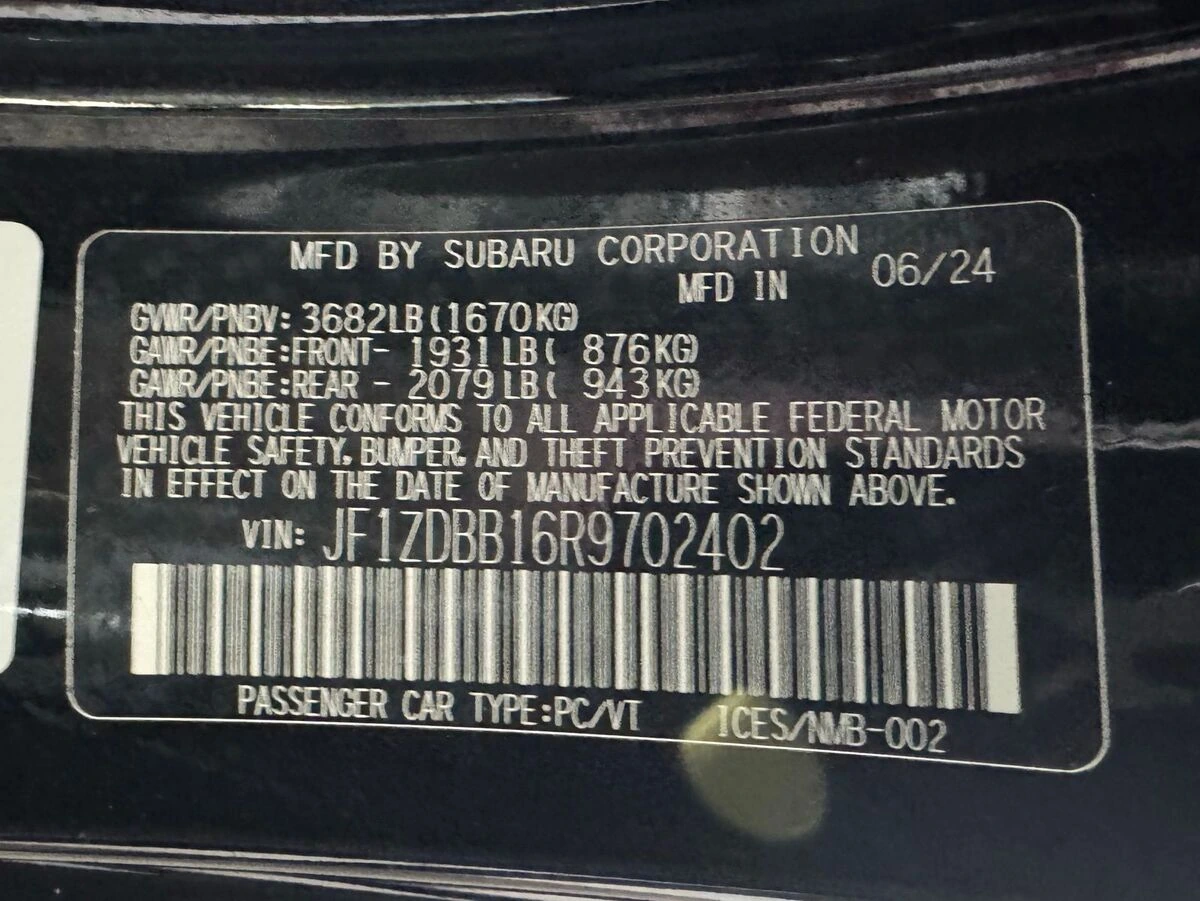 MFD BY SUBARU CORPORATION
MFD IN 06/24
GVWR/PNBV: 3682LB(1670KG)
GAWR/PNBE:FRONT- 1931LB( 876KG)
GAWR/PNBE:REAR - 2079LB( 943KG)
THIS VEHICLE CONFORMS TO ALL APPLICABLE FEDERAL MOTOR
VEHICLE SAFETY, BUMPER, AND THEFT PREVENTION STANDARDS
IN EFFECT ON THE DATE OF MANUFACTURE SHOWN ABOVE.
VIN: JF1ZDBB16R9702402
PASSENGER CAR TYPE:PC/VT ICES/NMB-002